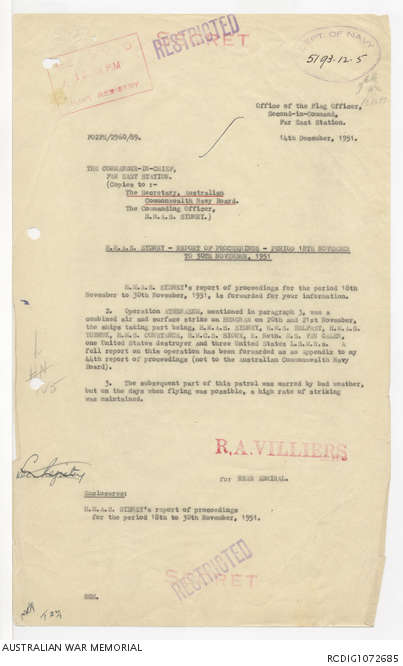 SECRET
RESTRICTED
DEPT. OF NAVY
5193.12.5
Office of the Flag Officer,
Second-in-Command,
Far East Station.
14th December, 1951.
FO2FE/2960/89.
THE COMMANDER-IN-CHIEF,
FAR EAST STATION.
(Copies to :-
The Secretary, Australian
Commonwealth Navy Board.
The Commanding Officer,
H.M.A.S. SYDNEY.)
H.M.A.S. SYDNEY - REPORT OF PROCEEDINGS - PERIOD 18TH NOVEMBER
TO 30TH NOVEMBER, 1951
H.M.A.S. SYDNEY's report of proceedings for the period 18th
November to 30th November, 1951, is forwarded for your information.
2. Operation ATHENAEUM, mentioned in paragraph 3, was a
combined air and surface strike on HUNGNAM on 20th and 21st November,
the ships taking part being, H.M.A.S. SYDNEY, H.M.S. BELFAST, H.M.A.S.
TOBRUK, H.M.S. CONSTANCE, H.M.C.S. SIOUX, H. Neth. M.S. VAN GALEN,
one United States destroyer and three United States L.S.M.R.s. A
full report on this operation has been forwarded as an Appendix to my
44th report of proceedings (not to the Australian Commonwealth Navy
Board).
3. The subsequent part of this patrol was marred by bad weather,
but on the days when flying was possible, a high rate of striking
was maintained.
R.A.VILLIERS
for REAR ADMIRAL.
Enclosures:
H.M.A.S. SYDNEY's report of proceedings
for the period 18th to 30th November, 1951.
SECRET
RESTRICTED
AUSTRALIAN WAR MEMORIAL
RCDIG1072685